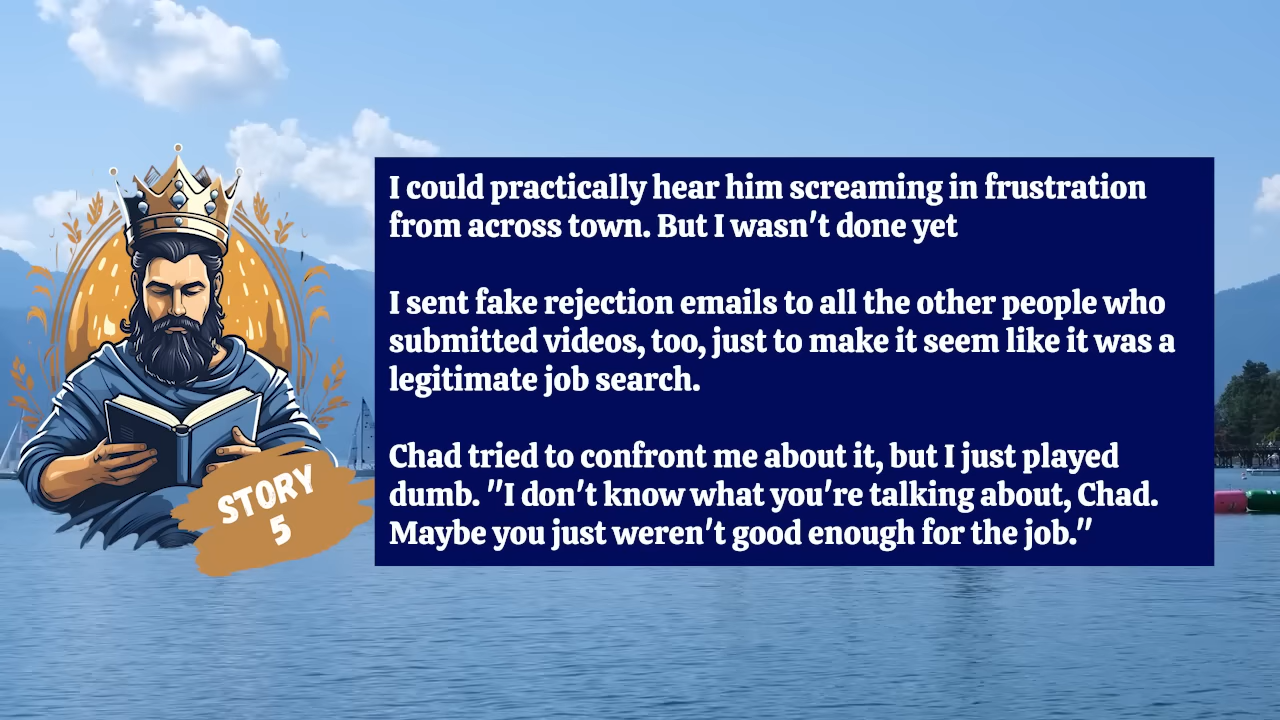 I could practically hear him screaming in frustration
from across town. But I wasn't done yet
I sent fake rejection emails to all the other people who
submitted videos, too, just to make it seem like it was a
legitimate job search.
Chad tried to confront me about it, but I just played
dumb. "I don't know what you're talking about, Chad.
Maybe you just weren't good enough for the job."
STORY
5